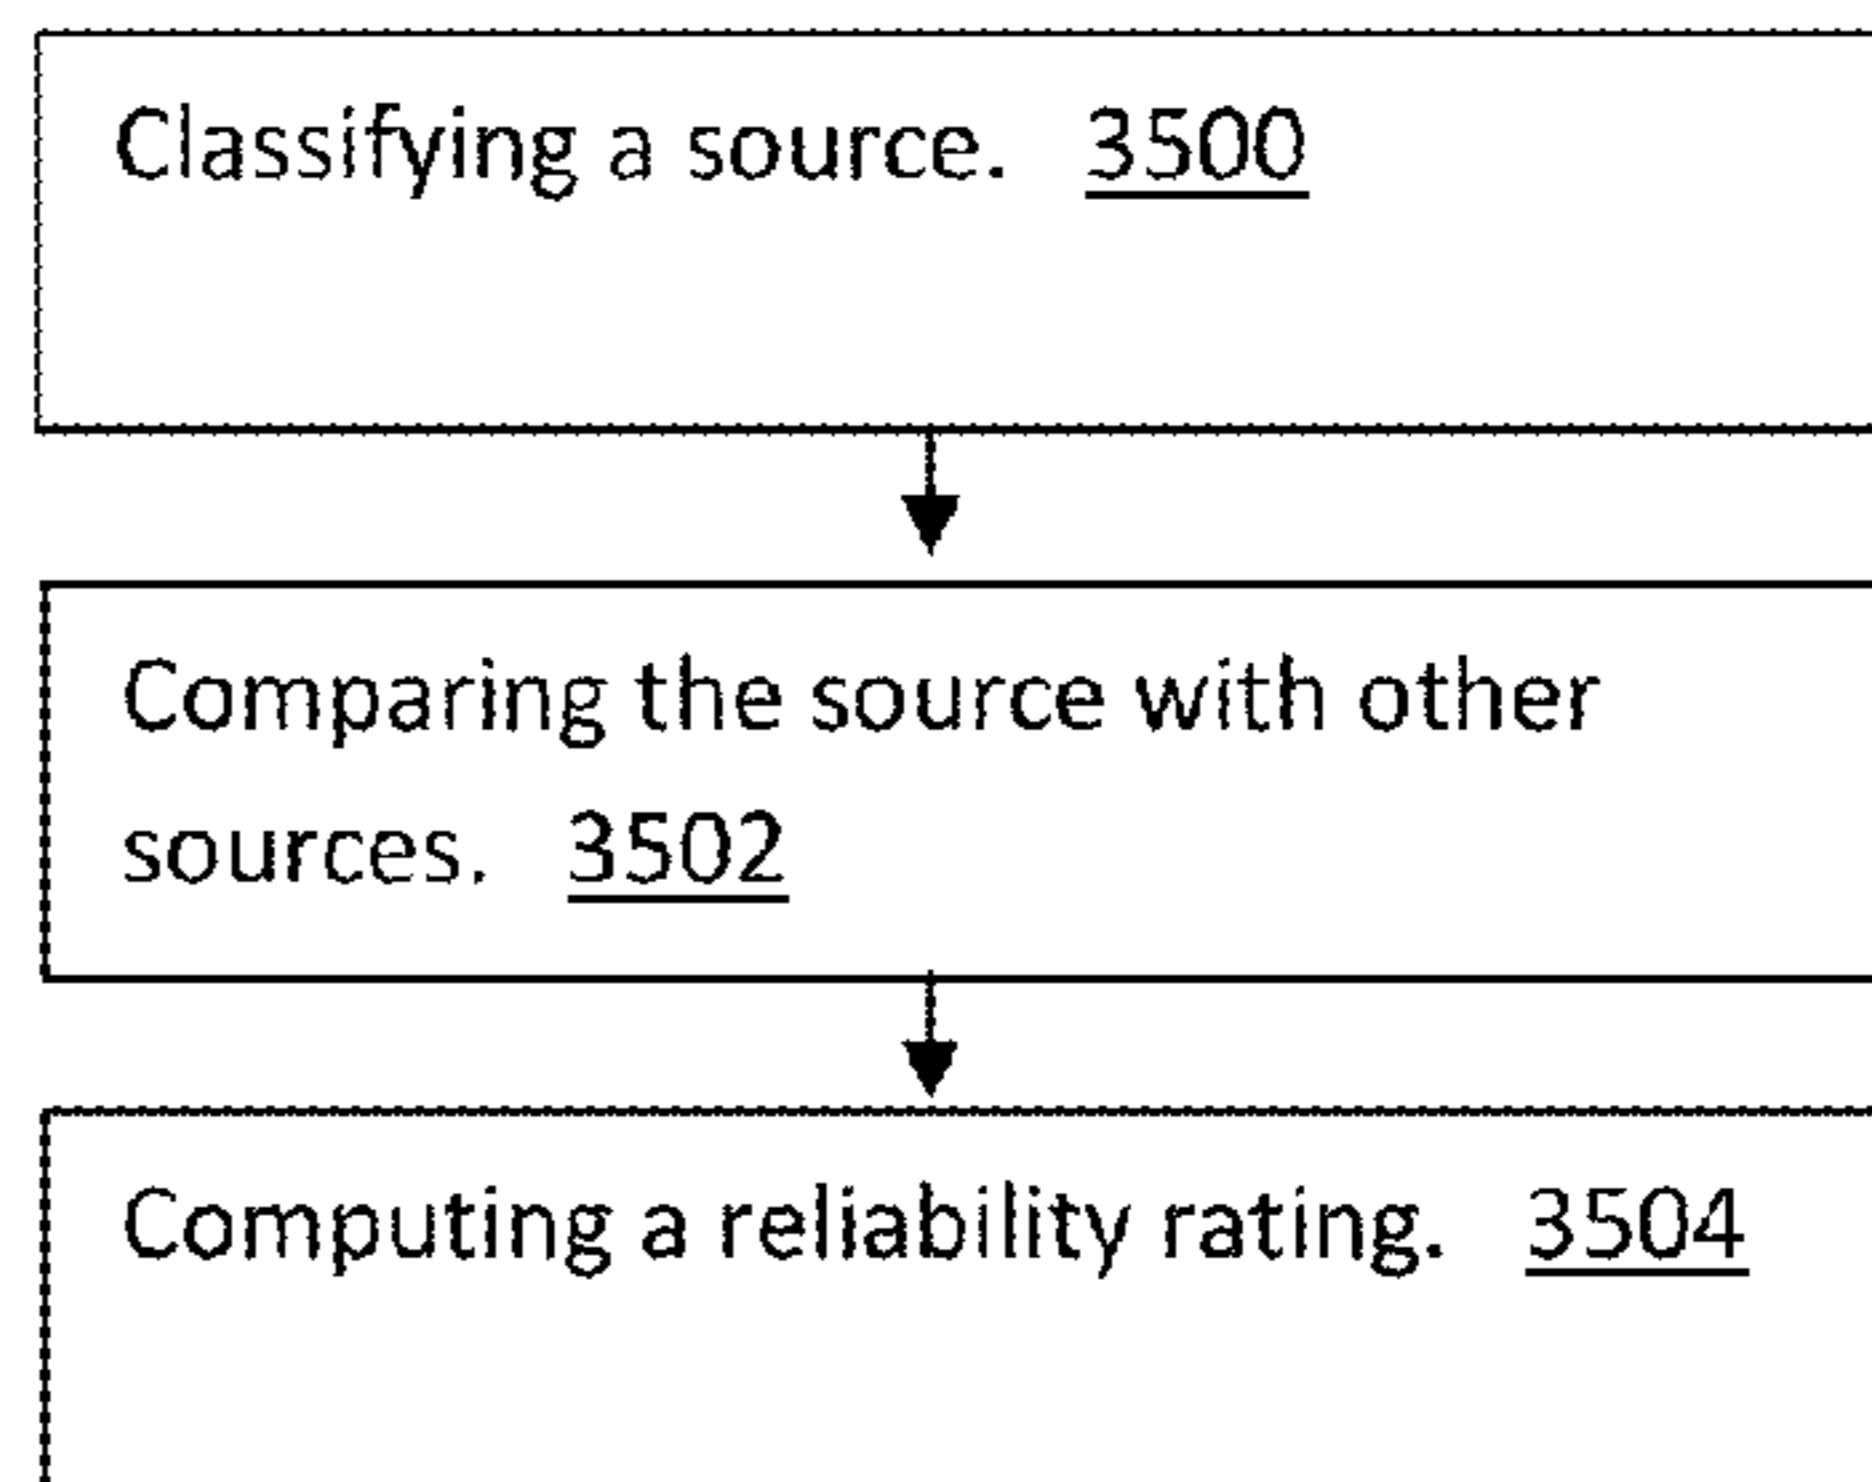 Classifying a source. 3500
Comparing the source with other
sources. 3502
Computing a reliability rating. 3504